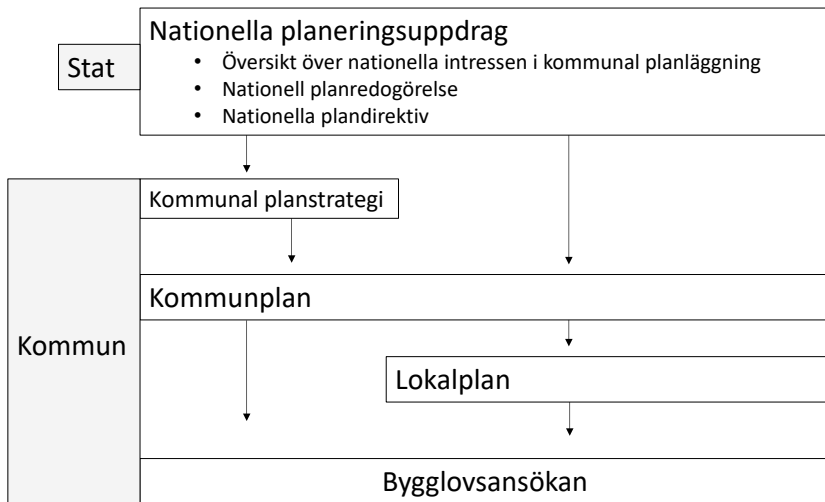 Nationella planeringsuppdrag
Stat
• Översikt över nationella intressen i kommunal planläggning
• Nationell planredogörelse
• Nationella plandirektiv
Kommunal planstrategi
Kommunplan
Kommun
Lokalplan
Bygglovsansökan